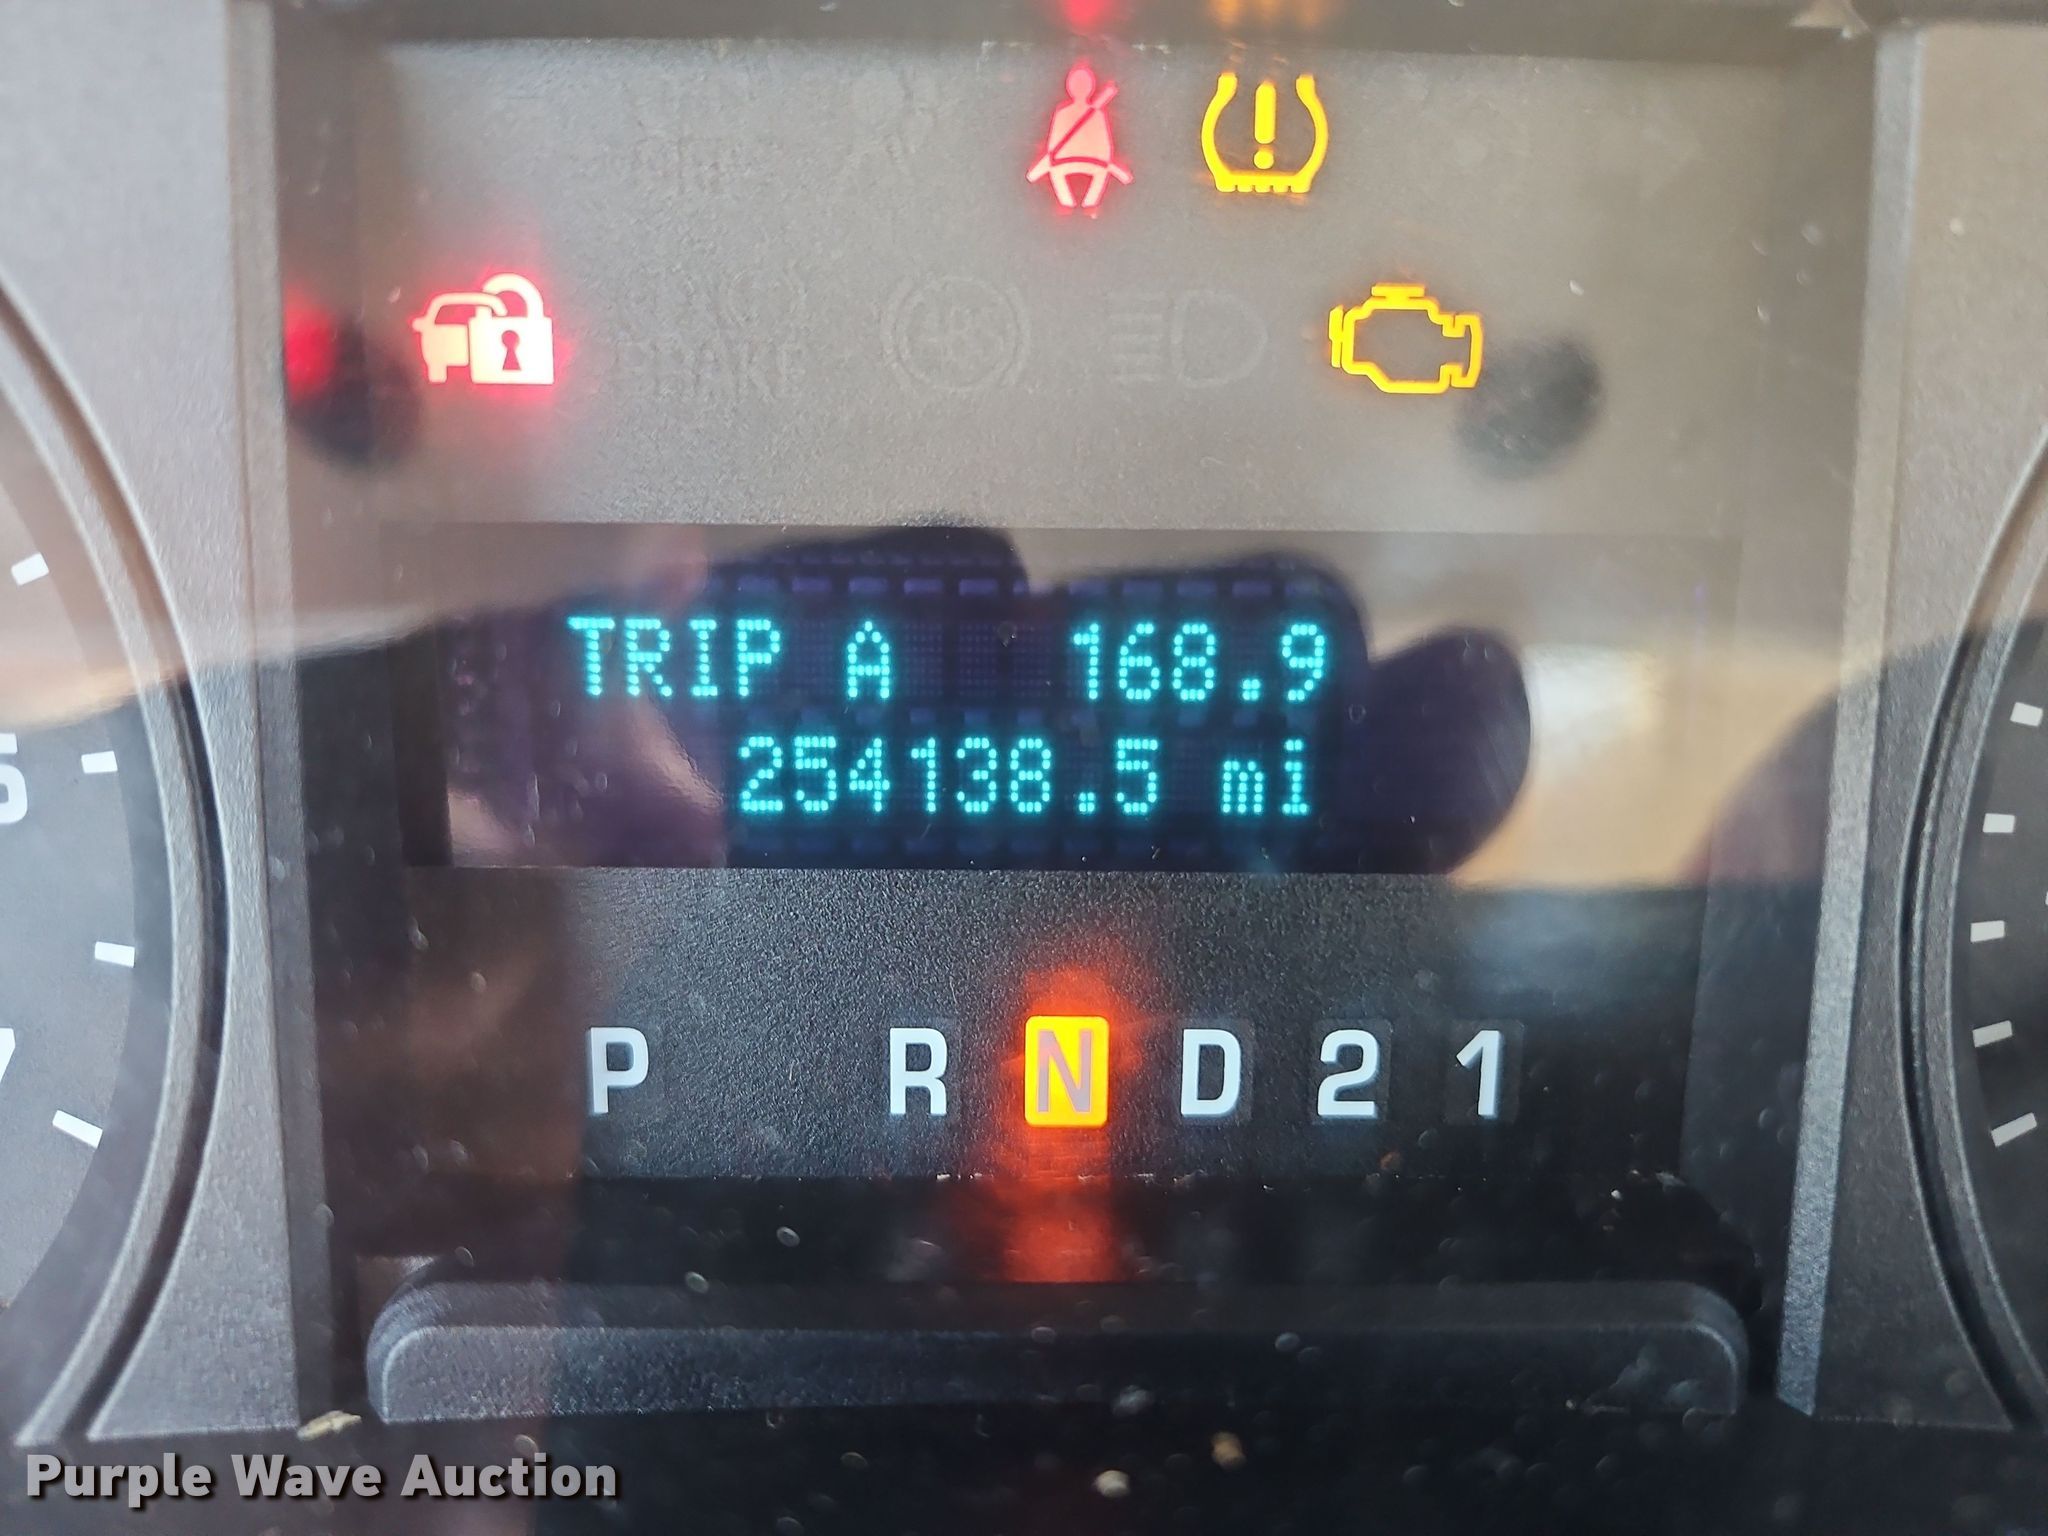 TRIP A 168.9
254138.5 mi
P R N D 2 1
Purple Wave Auction